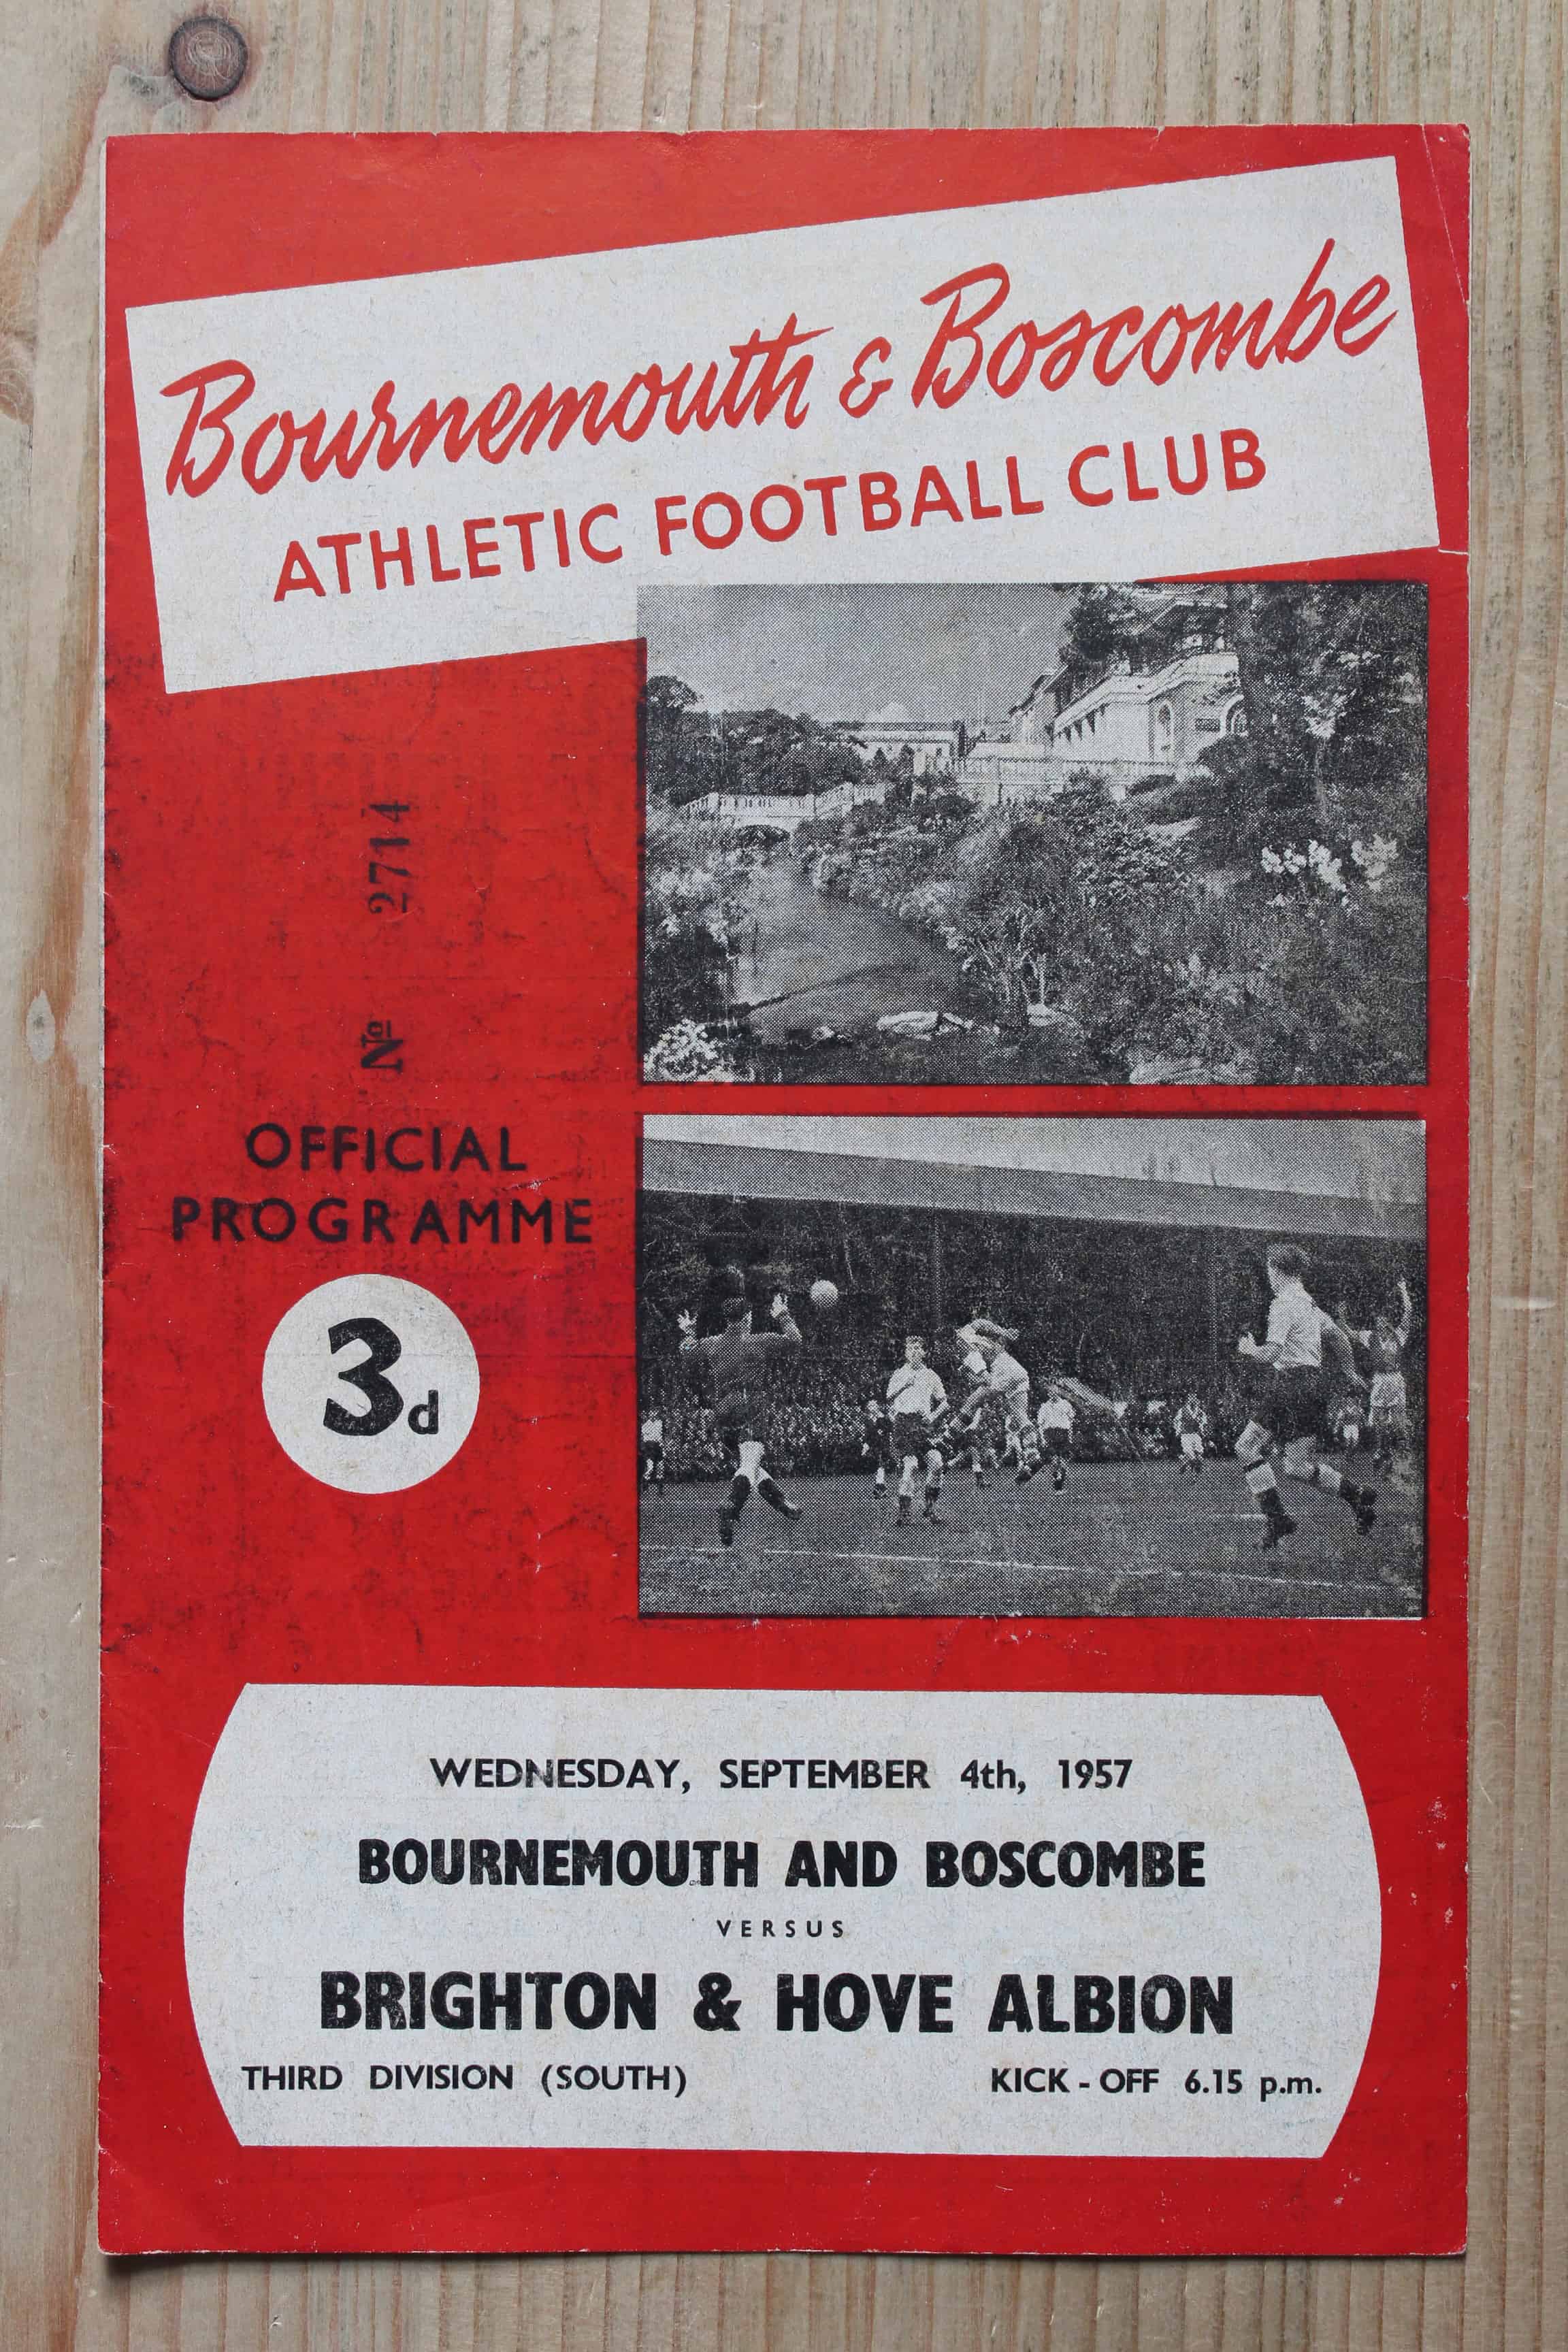 Bournemouth & Boscombe
ATHLETIC FOOTBALL CLUB
Nº 2714
OFFICIAL
PROGRAMME
3d
WEDNESDAY, SEPTEMBER 4th, 1957
BOURNEMOUTH AND BOSCOMBE
VERSUS
BRIGHTON & HOVE ALBION
THIRD DIVISION (SOUTH) KICK-OFF 6.15 p.m.